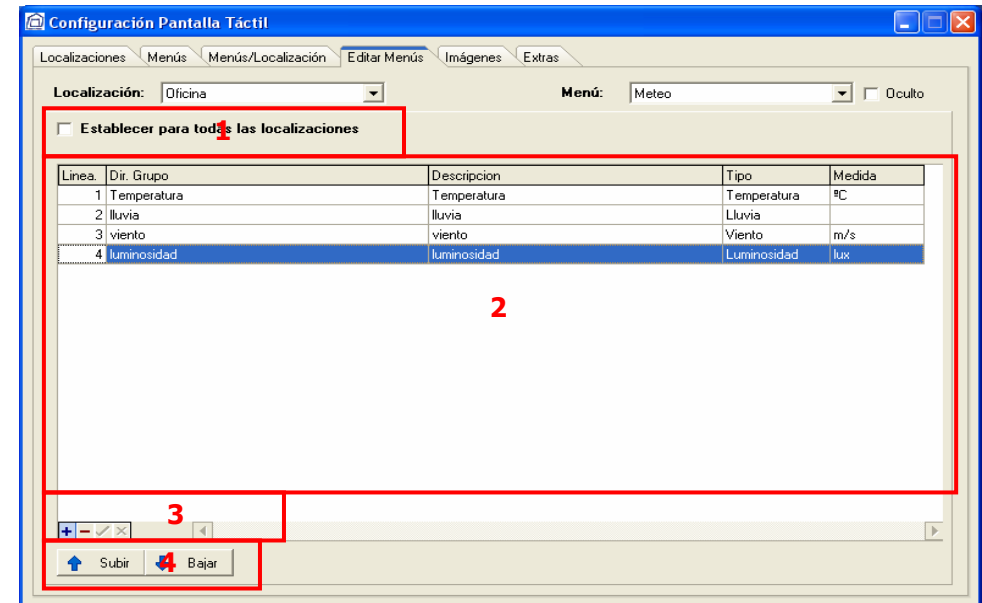 Configuración Pantalla Táctil
Localizaciones Menús Menús/Localización Editar Menús Imágenes Extras
Localización: Oficina Menú: Meteo Oculto
Establecer para todas las localizaciones
1
Linea. Dir. Grupo Descripcion Tipo Medida
1 Temperatura Temperatura Temperatura ºC
2 lluvia lluvia Lluvia
3 viento viento Viento m/s
4 luminosidad luminosidad Luminosidad lux
2
3
Subir 4 Bajar